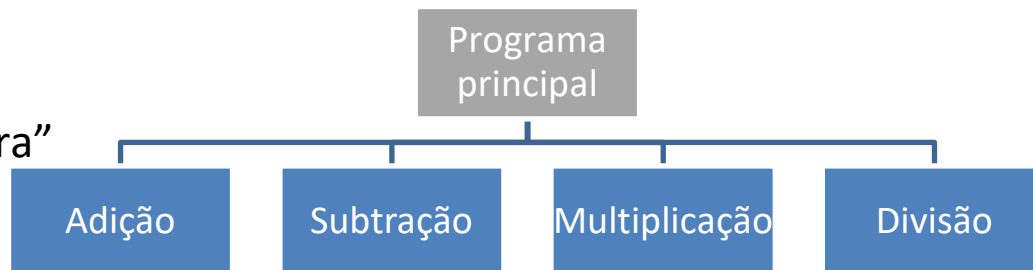 Programa
principal
ra”
Adição
Subtração
Multiplicação
Divisão